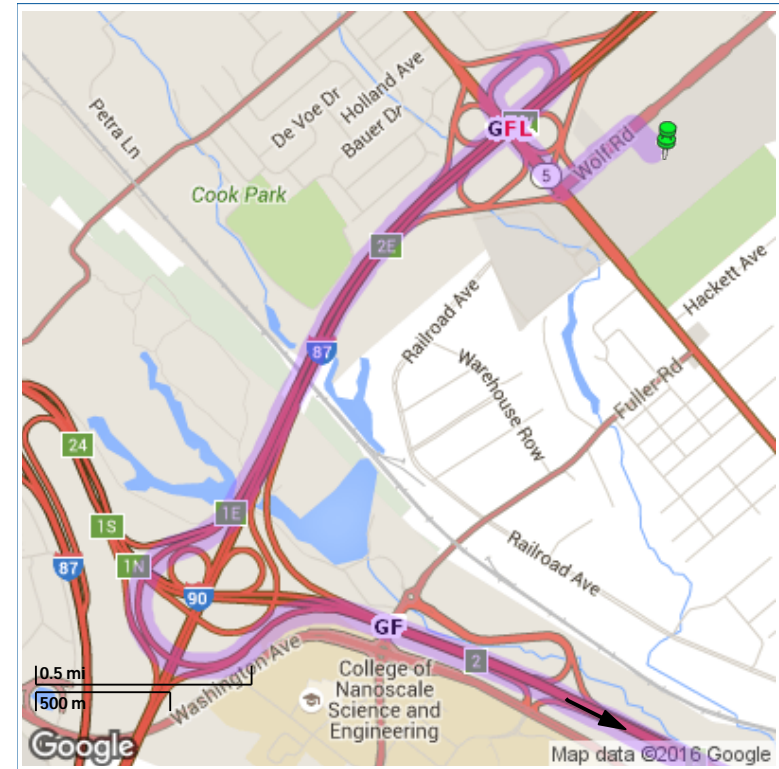 Petra Ln
De Voe Dr
Holland Ave
Bauer Dr
Cook Park
GFL
5
Wolf Rd
2E
Hackett Ave
Railroad Ave
87
Warehouse Row
Fuller Rd
24
1E
1S
1N
87
90
Railroad Ave
GF
2
Washington Ave
0.5 mi
500 m
College of
Nanoscale
Science and
Engineering
Google
Map data ©2016 Google